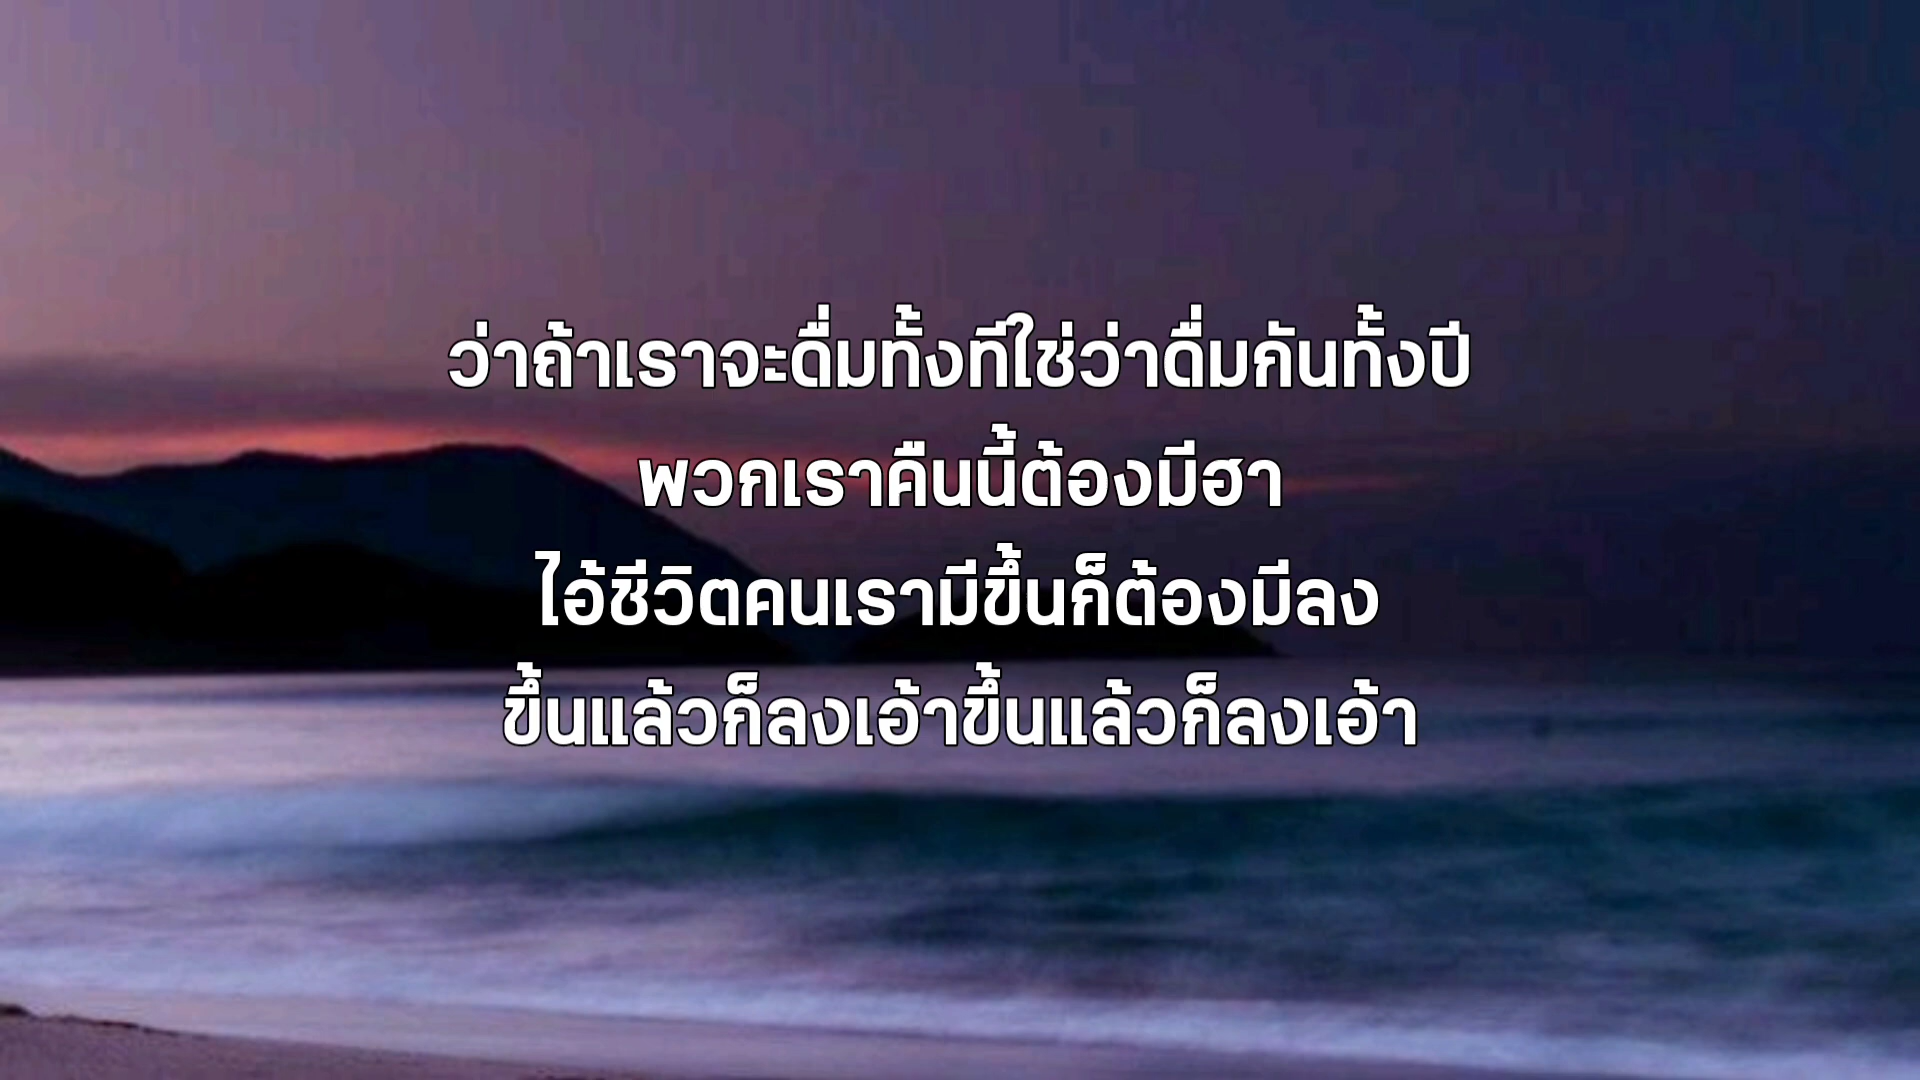 ว่าถ้าเราจะดื่มทั้งทีใช่ว่าดื่มกันทั้งปี
พวกเราคืนนี้ต้องมีฮา
ไอ้ชีวิตคนเรามีขึ้นก็ต้องมีลง
ขึ้นแล้วก็ลงเอ้าขึ้นแล้วก็ลงเอ้า